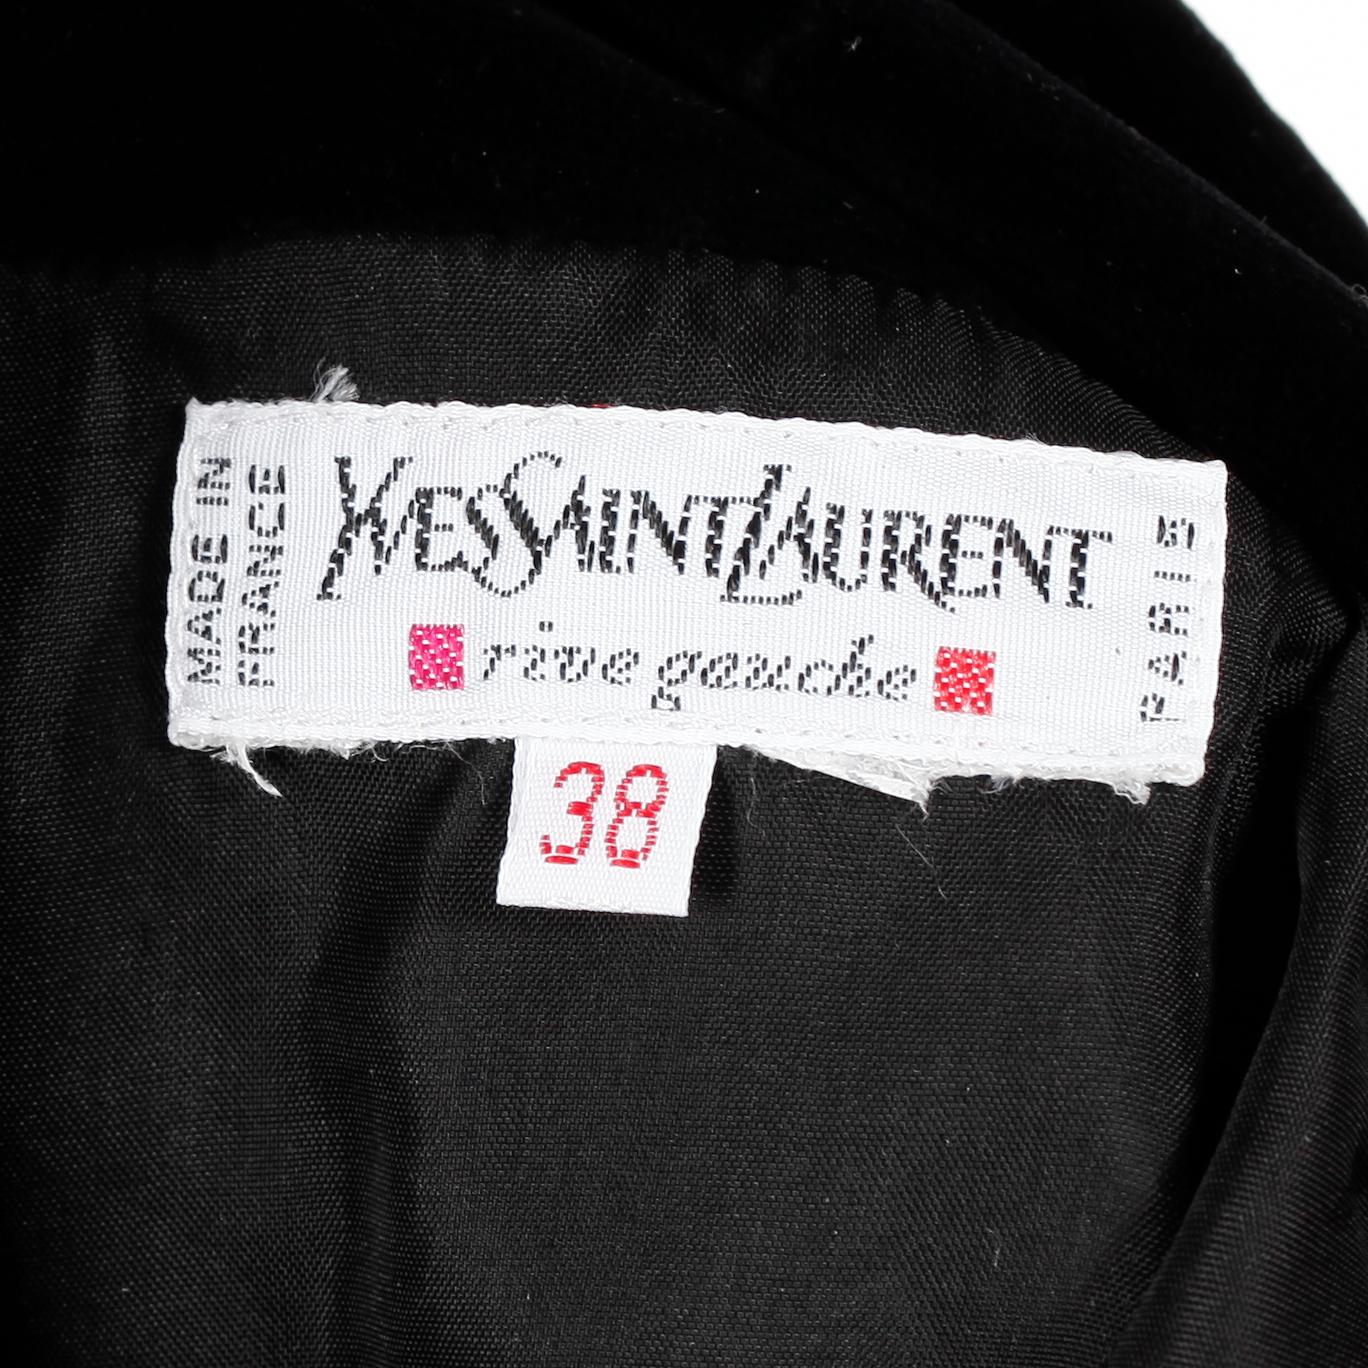 MADE IN
FRANCE
YVESSAINTLAURENT
rive gauche
PARIS
38